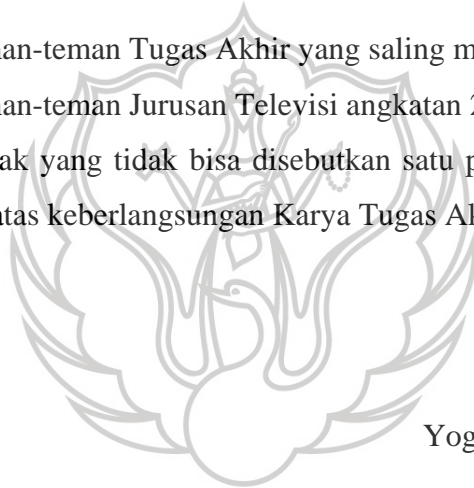 an-teman Tugas Akhir yang saling m
an-teman Jurusan Televisi angkatan 2
ak yang tidak bisa disebutkan satu p
atas keberlangsungan Karya Tugas Ak
Yog